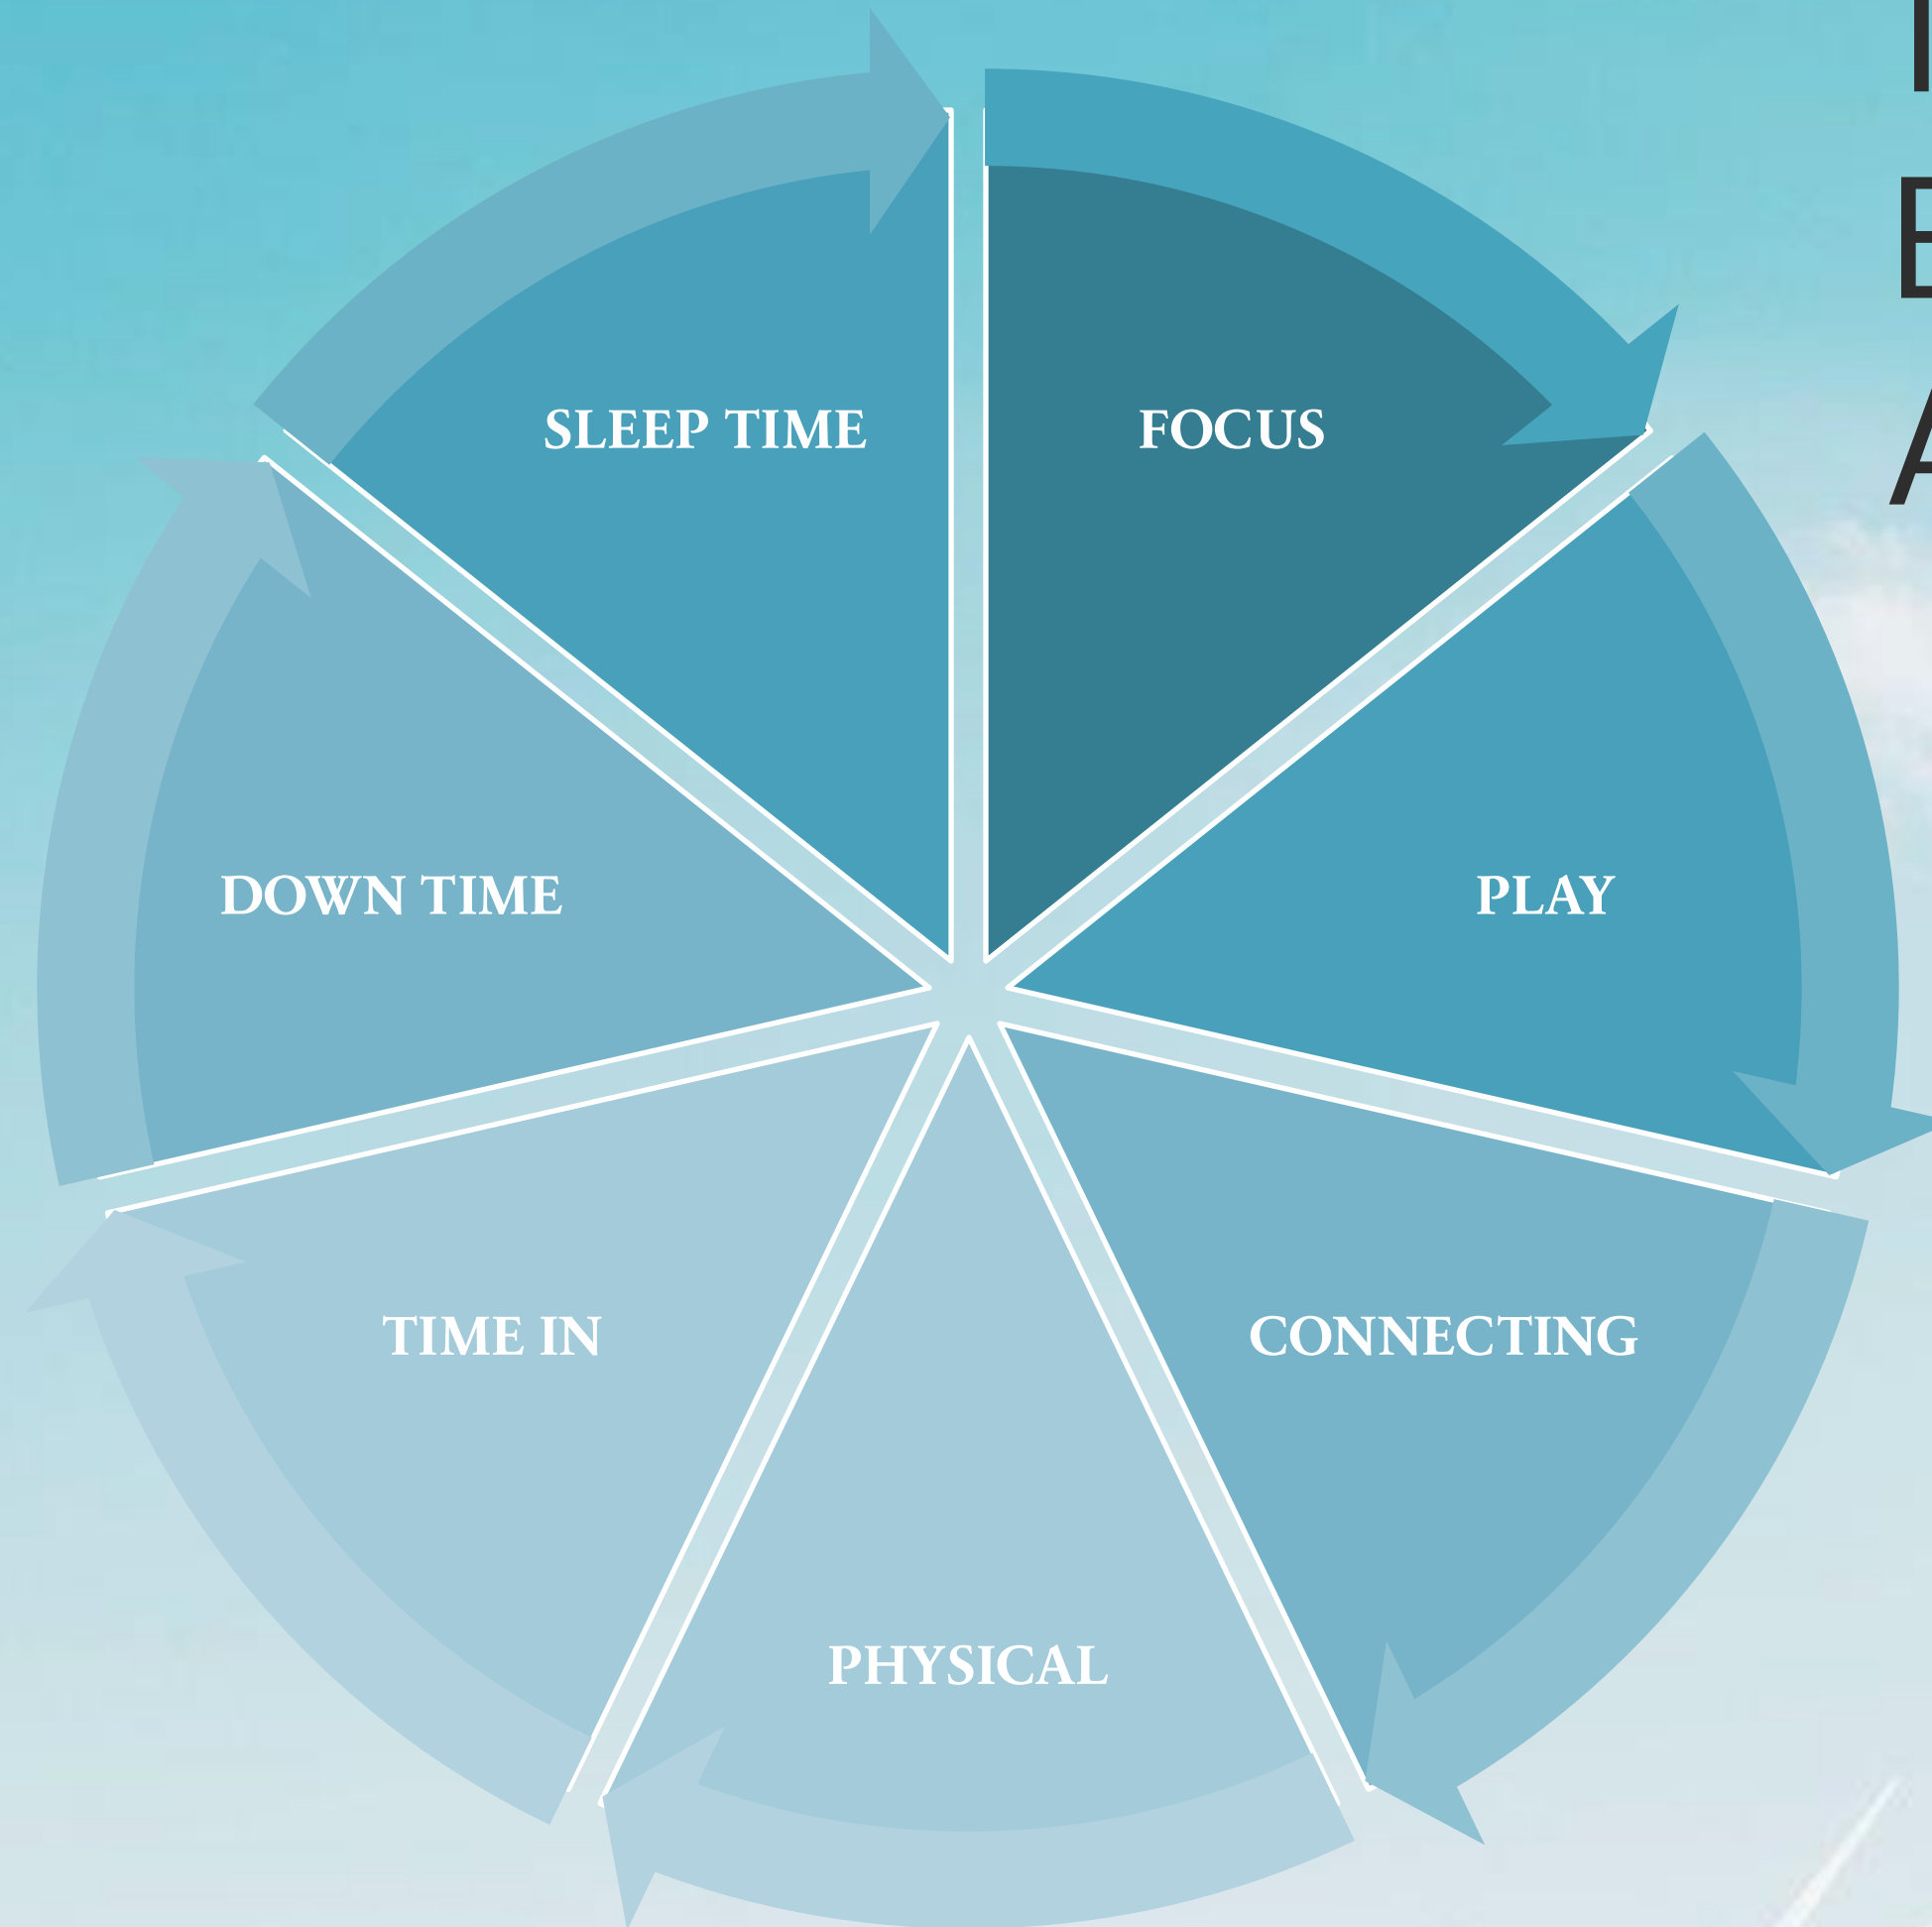 SLEEP TIME
FOCUS
DOWN TIME
PLAY
TIME IN
CONNECTING
PHYSICAL
E
A